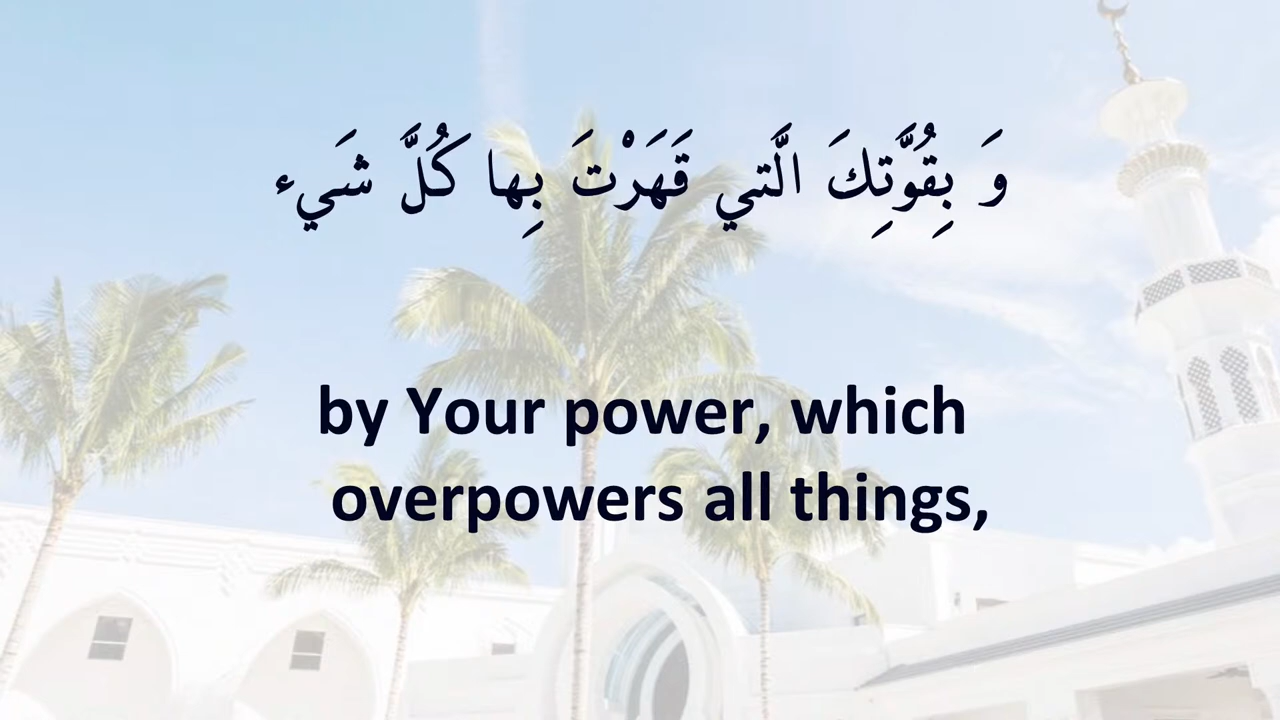 وَ بِقُوَّتِكَ الَّتي قَهَرْتَ بِها كُلَّ شَيء
by Your power, which
overpowers all things,